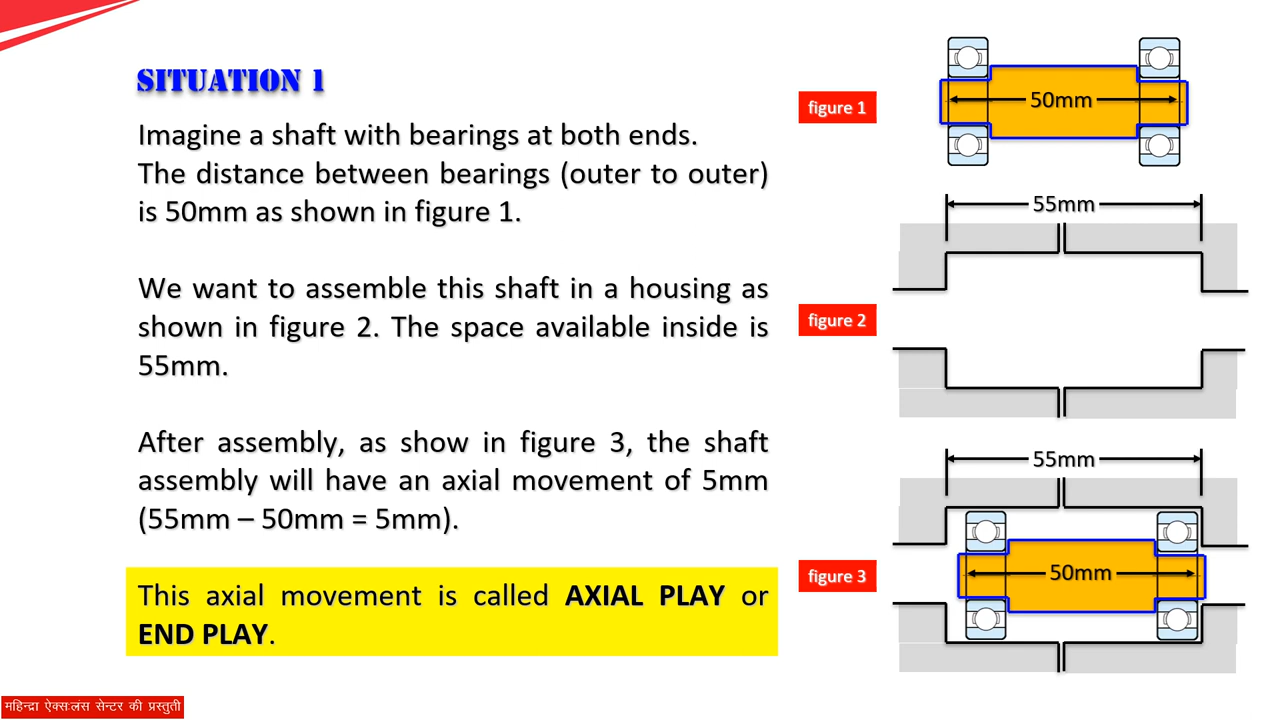 SITUATION 1
Imagine a shaft with bearings at both ends.
The distance between bearings (outer to outer)
is 50mm as shown in figure 1.
We want to assemble this shaft in a housing as
shown in figure 2. The space available inside is
55mm.
After assembly, as show in figure 3, the shaft
assembly will have an axial movement of 5mm
(55mm – 50mm = 5mm).
This axial movement is called AXIAL PLAY or
END PLAY.
figure 1
50mm
55mm
figure 2
55mm
figure 3
50mm
महिन्द्रा ऐक्सःलंस सेन्टर की प्रस्तुती